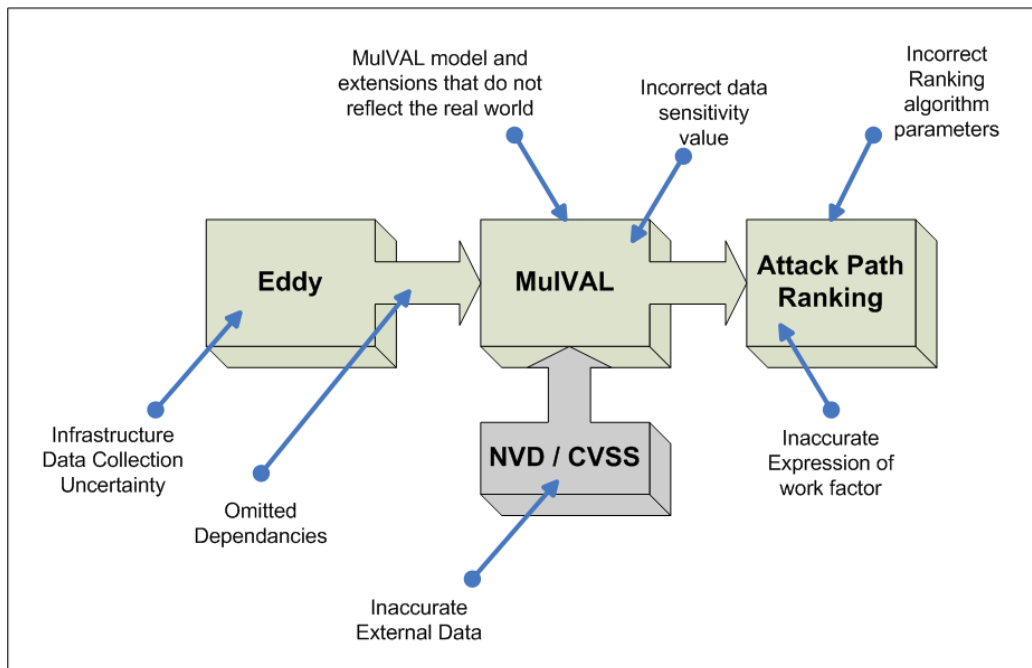 MulVAL model and
extensions that do not
reflect the real world
Incorrect data
sensitivity
value
Incorrect
Ranking
algorithm
parameters
Eddy
MulVAL
Attack Path
Ranking
Infrastructure
Data Collection
Uncertainty
Omitted
Dependancies
NVD / CVSS
Inaccurate
External Data
Inaccurate
Expression of
work factor